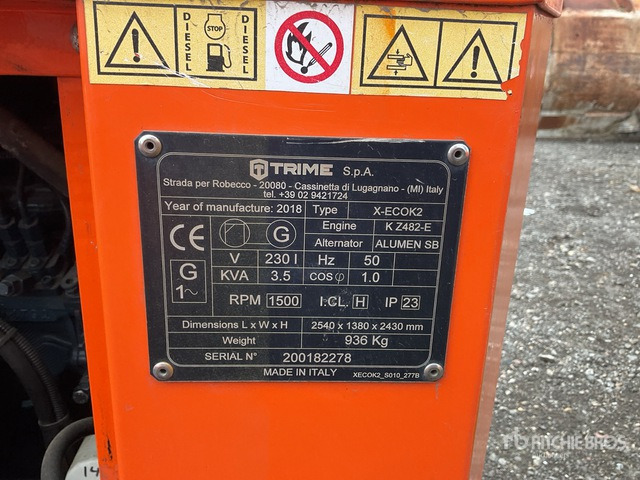 DIESEL
STOP
DIESEL
TRIME S.p.A.
Strada per Robecco - 20080 - Cassinetta di Lugagnano - (MI) Italy
tel. +39 02 9421724
Year of manufacture: 2018 Type X-ECOK2
Engine K Z482-E
Alternator ALUMEN SB
CE G
V 230 I Hz 50
G 1~ KVA 3.5 COS φ 1.0
RPM 1500 I.CL. H IP 23
Dimensions L x W x H 2540 x 1380 x 2430 mm
Weight 936 Kg
SERIAL N° 200182278
MADE IN ITALY XECOK2_S010_277B
14
RITCHIE BROS